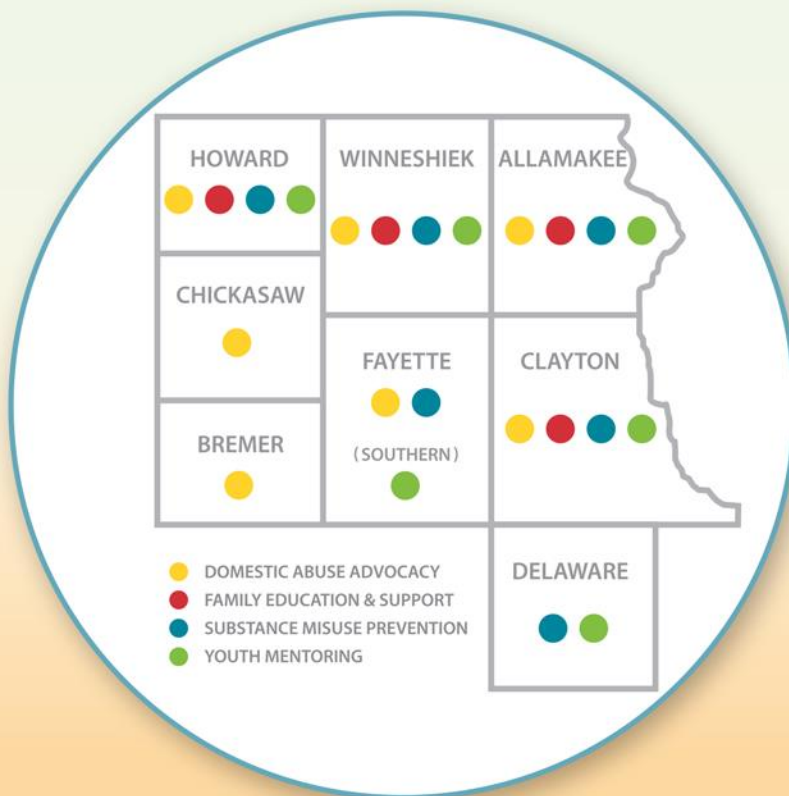 HOWARD
WINNESHIEK
ALLAMAKEE
CHICKASAW
FAYETTE
CLAYTON
BREMER
(SOUTHERN)
DOMESTIC ABUSE ADVOCACY
FAMILY EDUCATION & SUPPORT
SUBSTANCE MISUSE PREVENTION
YOUTH MENTORING
DELAWARE